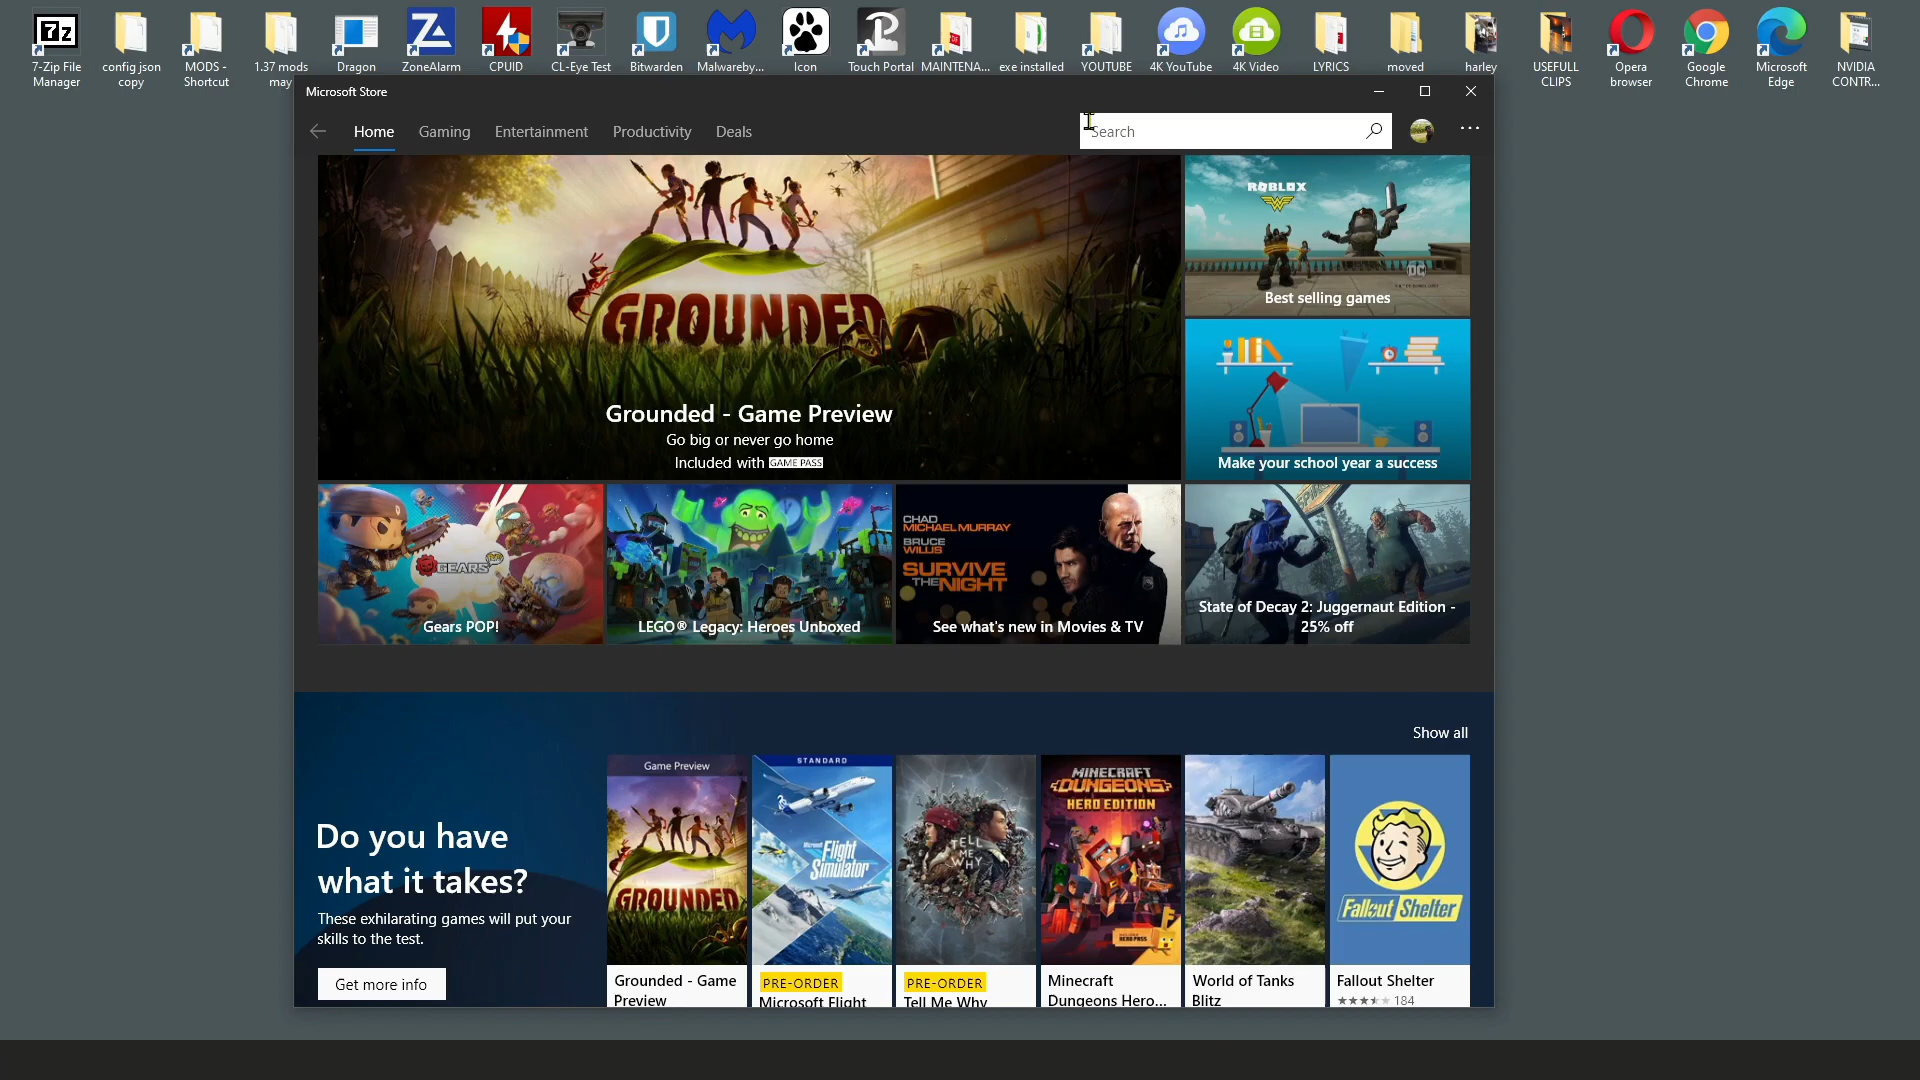 7-Zip File Manager
config json copy
MODS - Shortcut
1.37 mods may
Dragon
ZoneAlarm
CPUID
CL-Eye Test
Bitwarden
Malwareby...
Icon
Touch Portal
MAINTENA...
exe installed
YOUTUBE
4K YouTube
4K Video
LYRICS
moved
harley
USEFULL CLIPS
Opera browser
Google Chrome
Microsoft Edge
NVIDIA CONTR...
Microsoft Store
Home Gaming Entertainment Productivity Deals
Search
GROUNDED
Grounded - Game Preview
Go big or never go home
Included with GAME PASS
ROBLOX
DC
Best selling games
Make your school year a success
GEARS POP!
Gears POP!
LEGO® Legacy: Heroes Unboxed
CHAD
MICHAEL MURRAY
BRUCE
WILLIS
SURVIVE
THE NIGHT
See what's new in Movies & TV
State of Decay 2: Juggernaut Edition -
25% off
Show all
Do you have
what it takes?
These exhilarating games will put your
skills to the test.
Get more info
Game Preview
GROUNDED
Grounded - Game
Preview
STANDARD
Microsoft
Flight
Simulator
PRE-ORDER
Microsoft Flight
TELL
ME
WHY
PRE-ORDER
Tell Me Why
MINECRAFT
DUNGEONS
HERO EDITION
HERO PASS
Minecraft
Dungeons Hero...
World of Tanks
Blitz
Fallout Shelter
Fallout Shelter
184